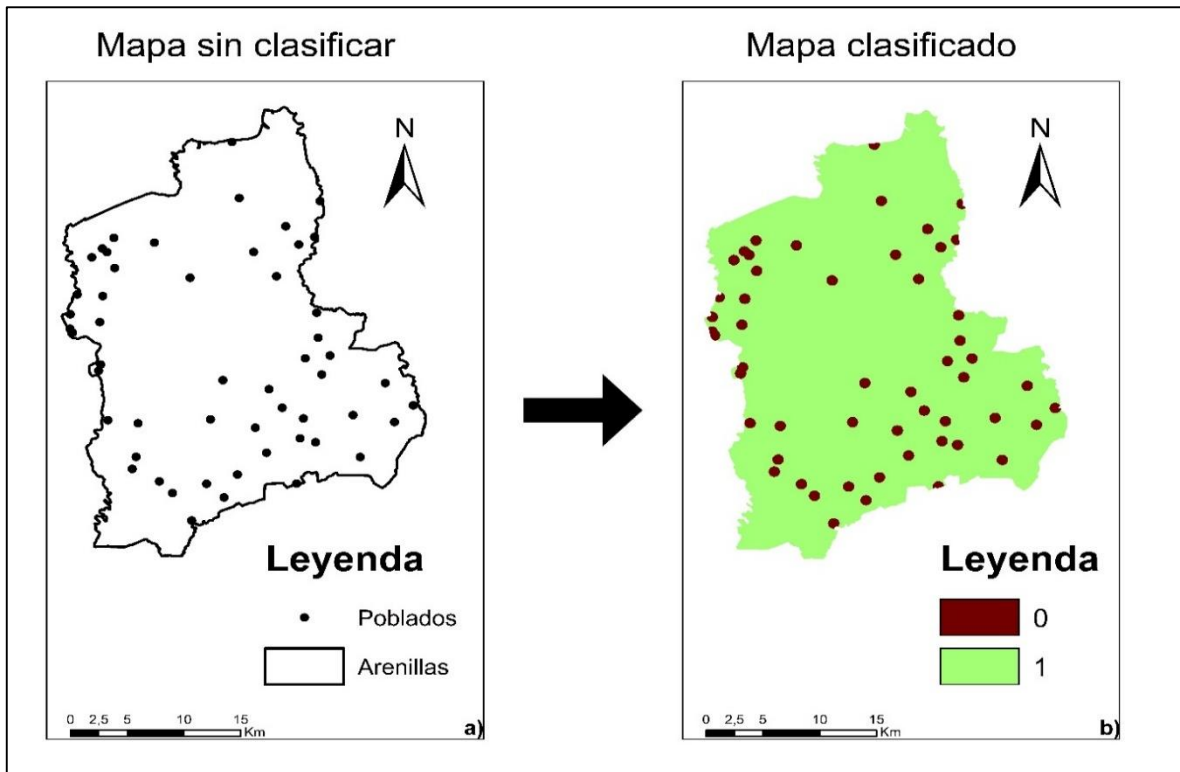 Mapa sin clasificar
N
Leyenda
Poblados
Arenillas
0 2,5 5 10 15
Km
a)
Mapa clasificado
N
Leyenda
0
1
0 2,5 5 10 15
Km
b)